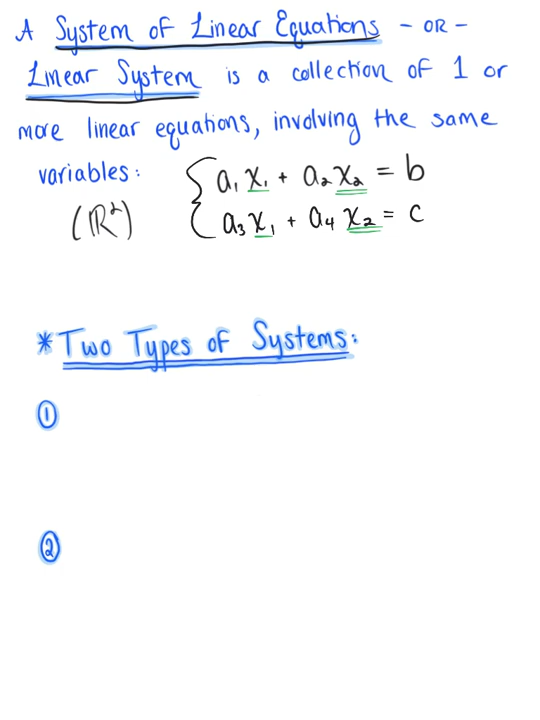 A System of Linear Equations - OR -
Linear System is a collection of 1 or
more linear equations, involving the same
variables: { a₁x₁ + a₂x₂ = b
(ℝ²) a₃x₁ + a₄x₂ = c
*Two Types of Systems:
①
②